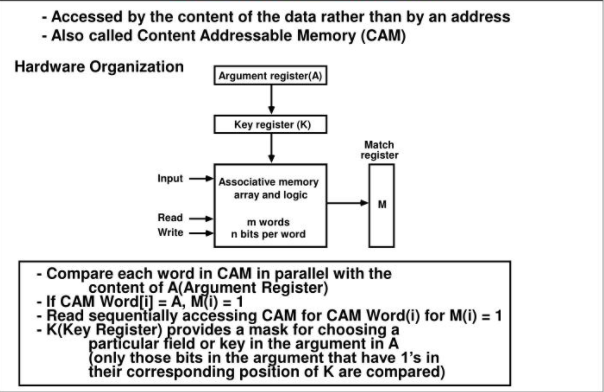 - Accessed by the content of the data rather than by an address
- Also called Content Addressable Memory (CAM)
Hardware Organization
Argument register(A)
Key register (K)
Match
register
Input
Associative memory
array and logic
M
Read
m words
Write
n bits per word
- Compare each word in CAM in parallel with the
content of A(Argument Register)
- If CAM Word[i] = A, M(i) = 1
- Read sequentially accessing CAM for CAM Word(i) for M(i) = 1
- K(Key Register) provides a mask for choosing a
particular field or key in the argument in A
(only those bits in the argument that have 1's in
their corresponding position of K are compared)